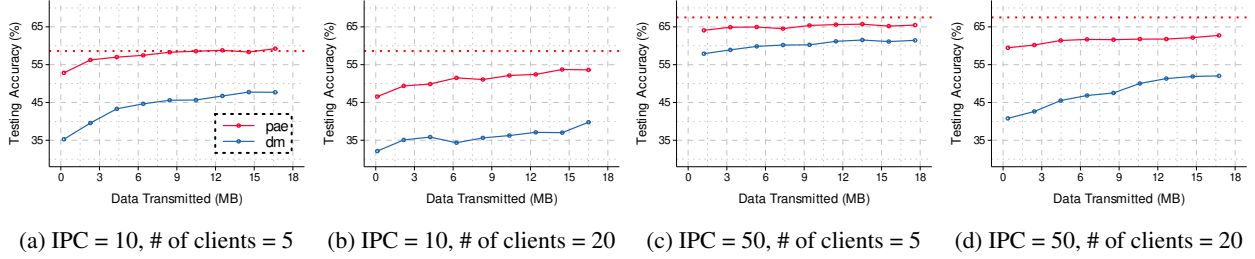 Testing Accuracy (%)
65
55
45
35
pae
dm
0 3 6 9 12 15 18
Data Transmitted (MB)
(a) IPC = 10, # of clients = 5
Testing Accuracy (%)
65
55
45
35
0 3 6 9 12 15 18
Data Transmitted (MB)
(b) IPC = 10, # of clients = 20
Testing Accuracy (%)
65
55
45
35
0 3 6 9 12 15 18
Data Transmitted (MB)
(c) IPC = 50, # of clients = 5
Testing Accuracy (%)
65
55
45
35
0 3 6 9 12 15 18
Data Transmitted (MB)
(d) IPC = 50, # of clients = 20